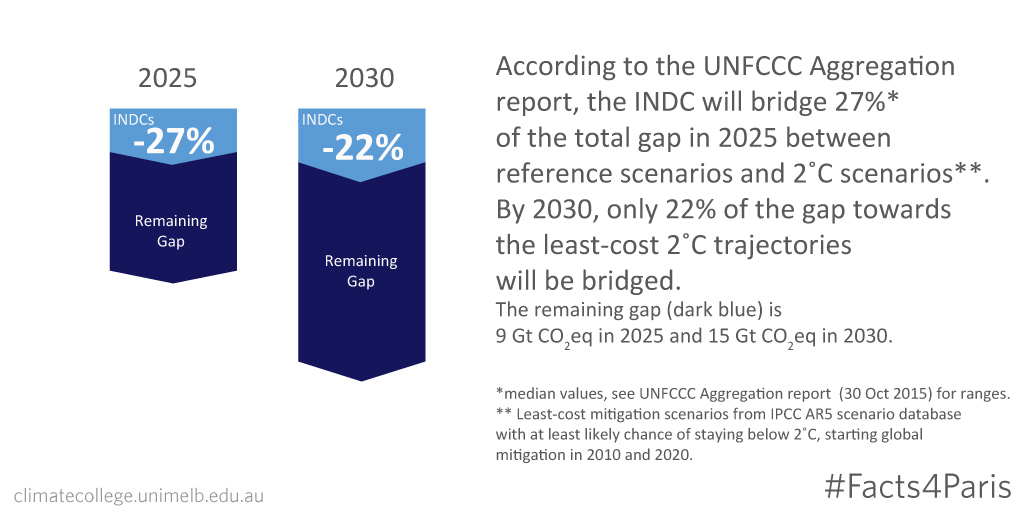 2025
2030
INDCs
-27%
INDCs
-22%
Remaining
Gap
Remaining
Gap
According to the UNFCCC Aggregation
report, the INDC will bridge 27%*
of the total gap in 2025 between
reference scenarios and 2˚C scenarios**.
By 2030, only 22% of the gap towards
the least-cost 2˚C trajectories
will be bridged.
The remaining gap (dark blue) is
9 Gt CO₂eq in 2025 and 15 Gt CO₂eq in 2030.
*median values, see UNFCCC Aggregation report (30 Oct 2015) for ranges.
** Least-cost mitigation scenarios from IPCC AR5 scenario database
with at least likely chance of staying below 2˚C, starting global
mitigation in 2010 and 2020.
climatecollege.unimelb.edu.au
#Facts4Paris